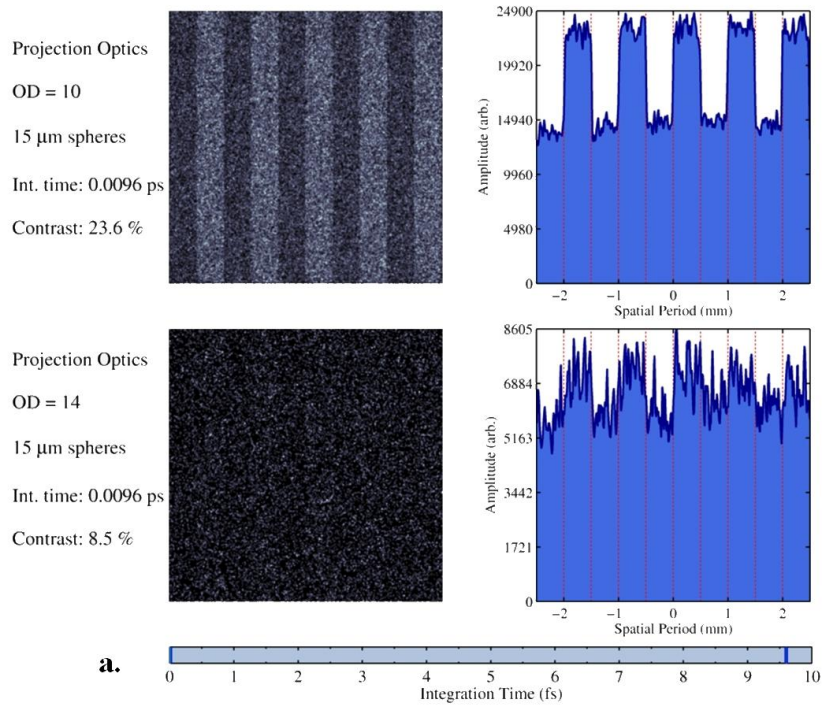 Projection Optics
OD = 10
15 μm spheres
Int. time: 0.0096 ps
Contrast: 23.6 %
24900
19920
14940
9960
4980
0
Amplitude (arb.)
−2 −1 0 1 2
Spatial Period (mm)
Projection Optics
OD = 14
15 μm spheres
Int. time: 0.0096 ps
Contrast: 8.5 %
8605
6884
5163
3442
1721
0
Amplitude (arb.)
−2 −1 0 1 2
Spatial Period (mm)
a.
0 1 2 3 4 5 6 7 8 9 10
Integration Time (fs)